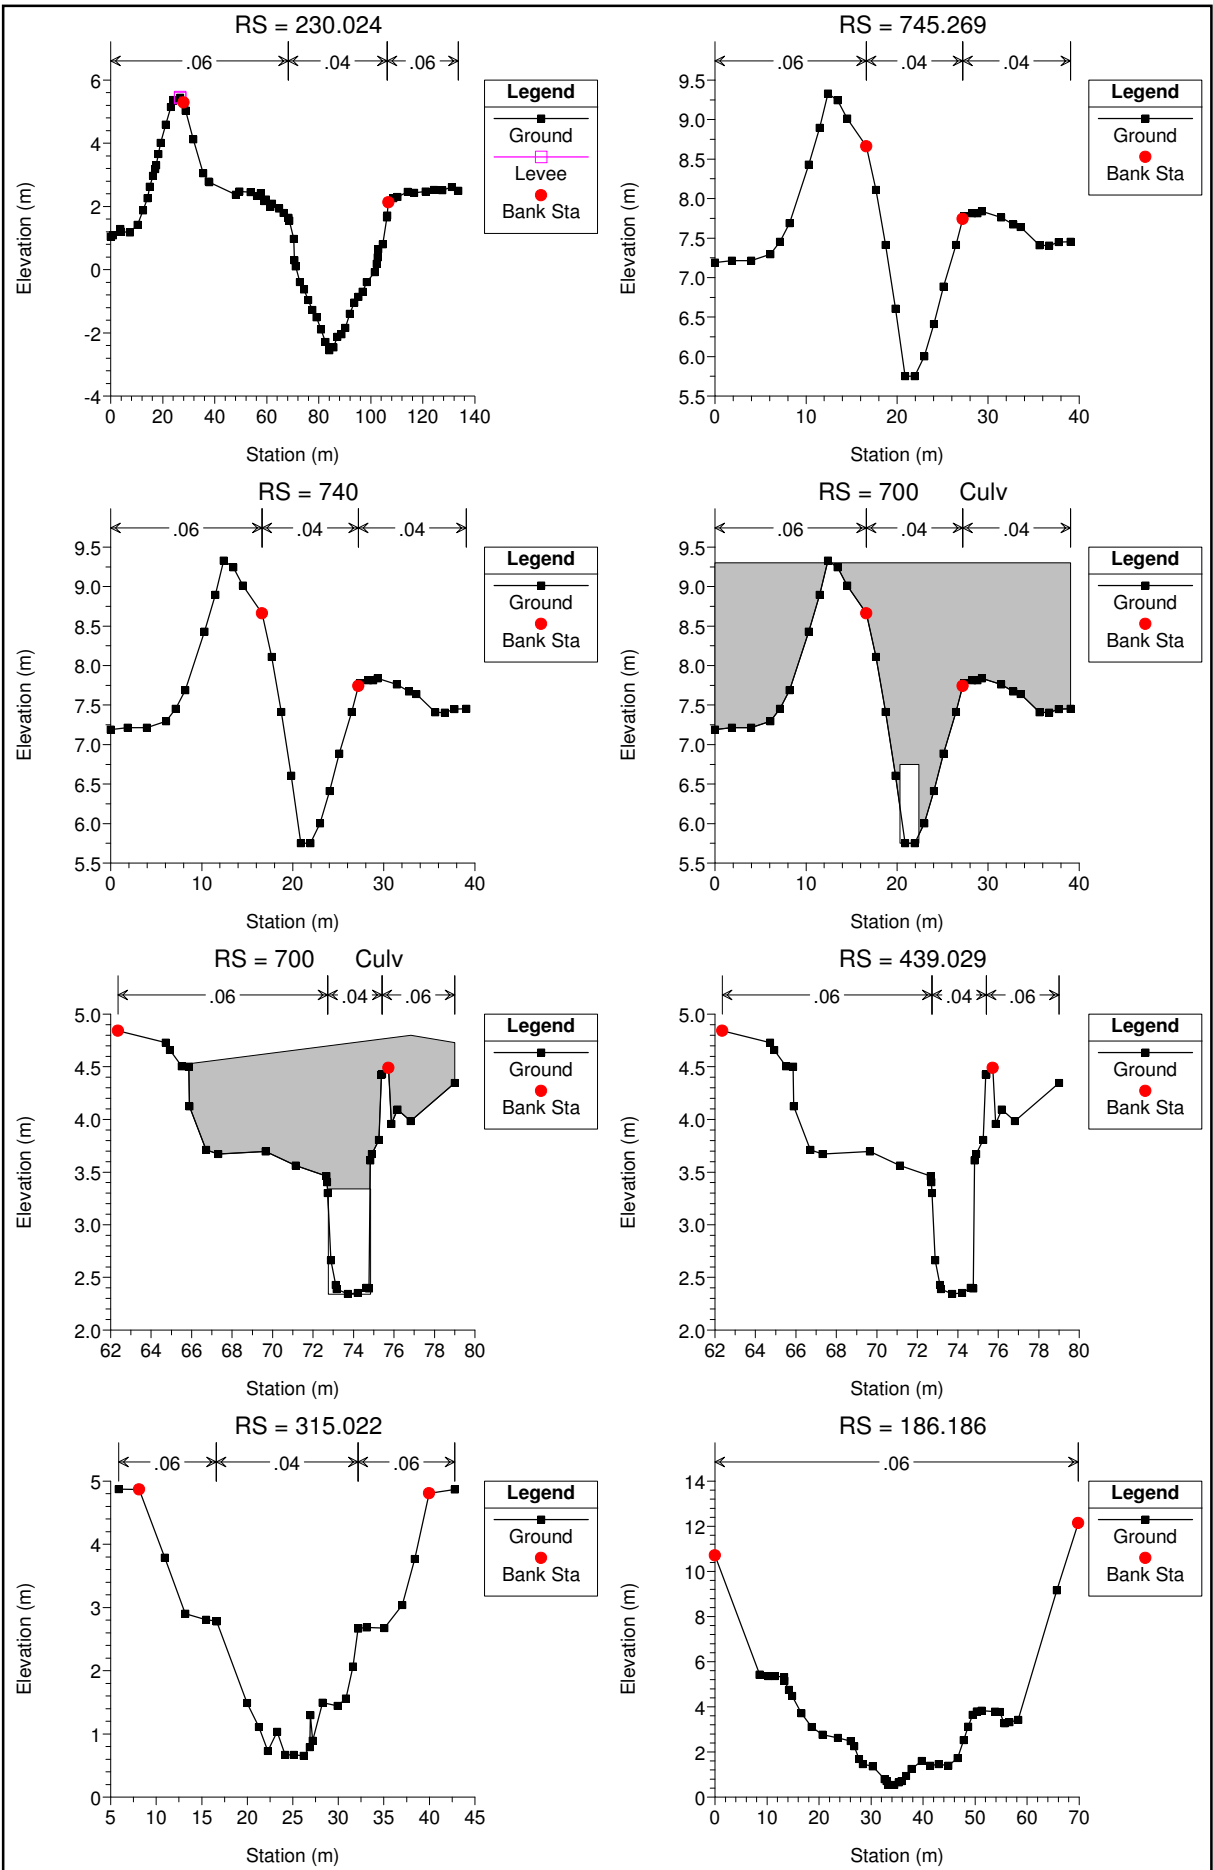 RS = 230.024
.06 .04 .06
6
4
2
0
-2
-4
0 20 40 60 80 100 120 140
Elevation (m)
Station (m)
Legend
Ground
Levee
Bank Sta
RS = 745.269
.06 .04 .04
9.5
9.0
8.5
8.0
7.5
7.0
6.5
6.0
5.5
0 10 20 30 40
Elevation (m)
Station (m)
Legend
Ground
Bank Sta
RS = 740
.06 .04 .04
9.5
9.0
8.5
8.0
7.5
7.0
6.5
6.0
5.5
0 10 20 30 40
Elevation (m)
Station (m)
Legend
Ground
Bank Sta
RS = 700 Culv
.06 .04 .04
9.5
9.0
8.5
8.0
7.5
7.0
6.5
6.0
5.5
0 10 20 30 40
Elevation (m)
Station (m)
Legend
Ground
Bank Sta
RS = 700 Culv
.06 .04 .06
5.0
4.5
4.0
3.5
3.0
2.5
2.0
62 64 66 68 70 72 74 76 78 80
Elevation (m)
Station (m)
Legend
Ground
Bank Sta
RS = 439.029
.06 .04 .06
5.0
4.5
4.0
3.5
3.0
2.5
2.0
62 64 66 68 70 72 74 76 78 80
Elevation (m)
Station (m)
Legend
Ground
Bank Sta
RS = 315.022
.06 .04 .06
5
4
3
2
1
0
5 10 15 20 25 30 35 40 45
Elevation (m)
Station (m)
Legend
Ground
Bank Sta
RS = 186.186
.06
14
12
10
8
6
4
2
0
0 10 20 30 40 50 60 70
Elevation (m)
Station (m)
Legend
Ground
Bank Sta